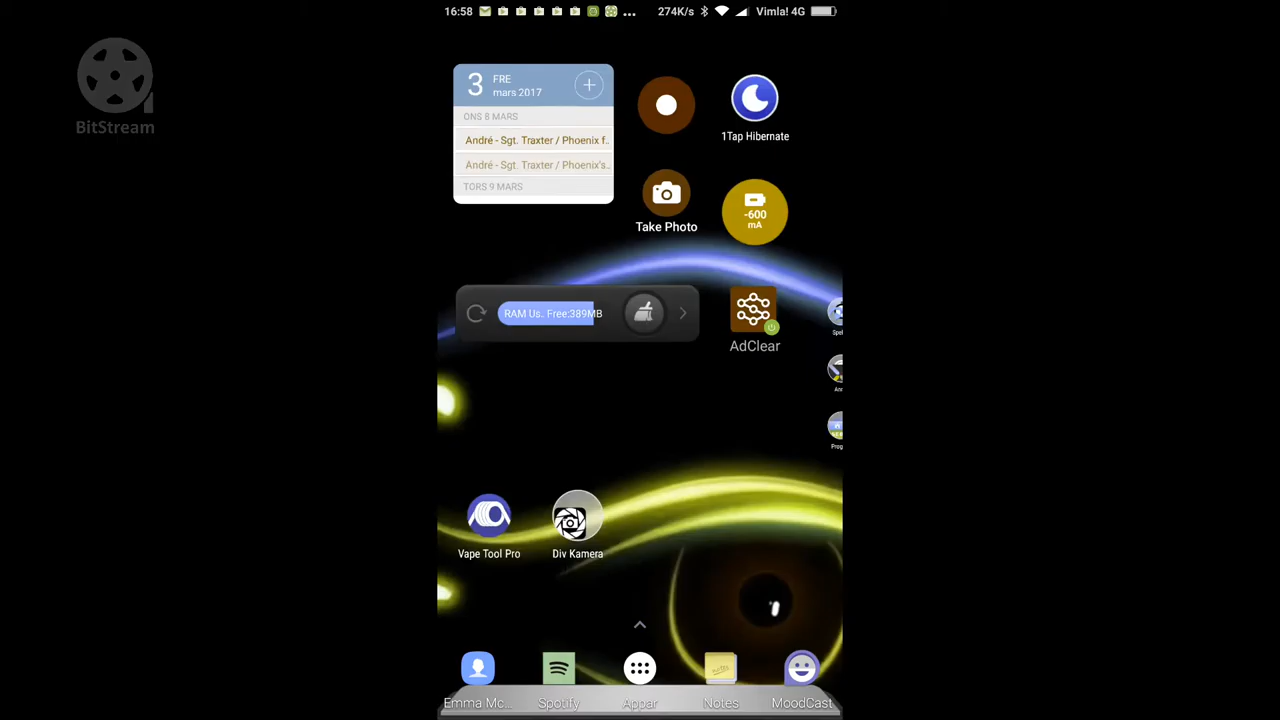 16:58
274K/s
Vimla! 4G
BitStream
3
FRE
mars 2017
ONS 8 MARS
André - Sgt. Traxter / Phoenix f..
André - Sgt. Traxter / Phoenix's..
TORS 9 MARS
1Tap Hibernate
Take Photo
-600
mA
RAM Us.. Free:389MB
AdClear
Spel
Prog
Vape Tool Pro
Div Kamera
Emma Mc...
Spotify
Appar
Notes
MoodCast